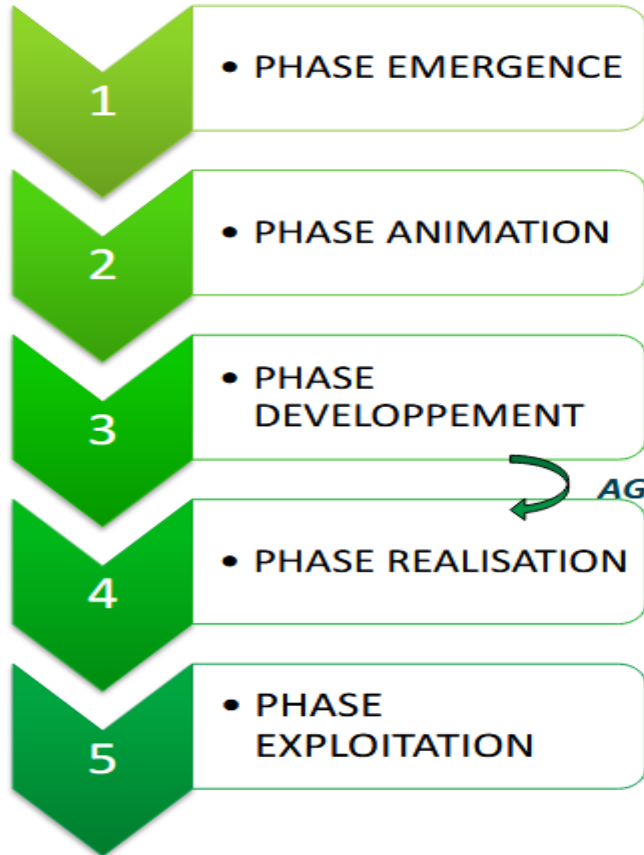 1
• PHASE EMERGENCE
2
• PHASE ANIMATION
3
• PHASE
DEVELOPPEMENT
AG
4
• PHASE REALISATION
5
• PHASE
EXPLOITATION